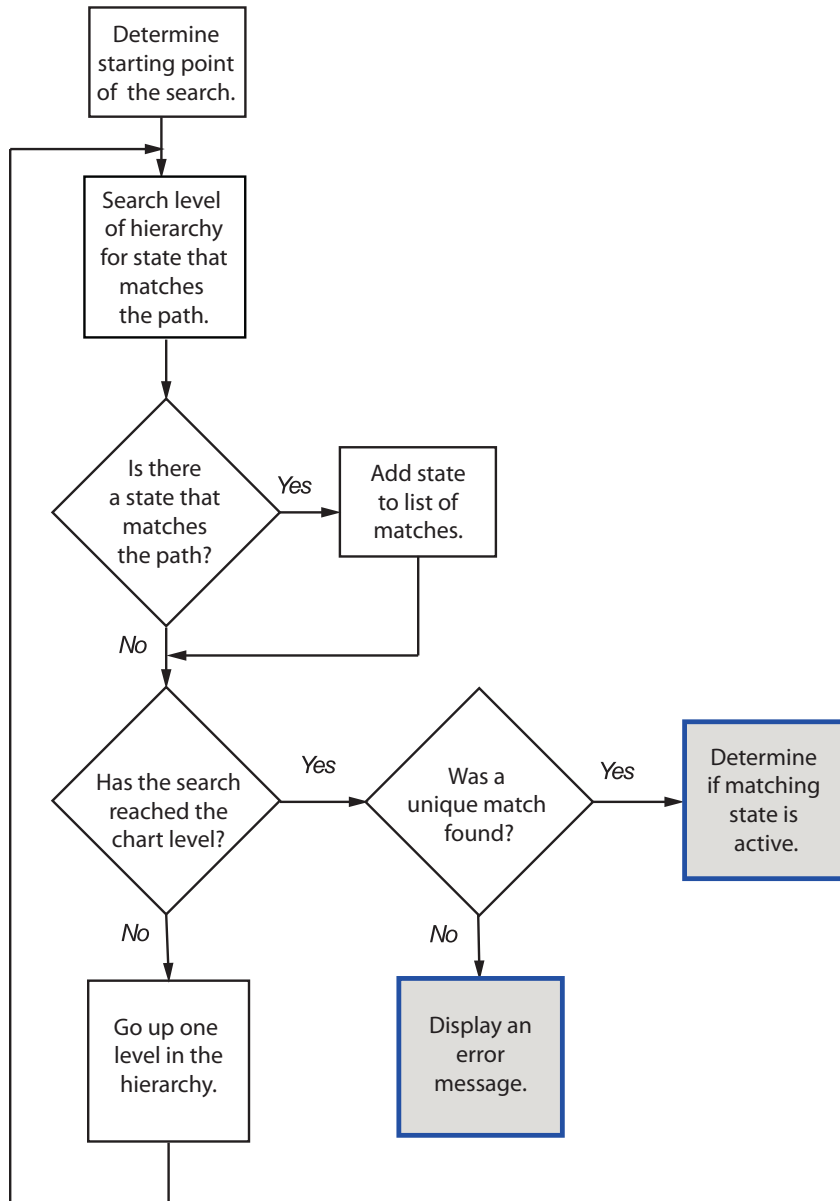 Determine
starting point
of the search.
Search level
of hierarchy
for state that
matches
the path.
Is there
a state that
matches
the path?
Yes
Add state
to list of
matches.
No
Has the search
reached the
chart level?
Yes
Was a
unique match
found?
Yes
Determine
if matching
state is
active.
No
Go up one
level in the
hierarchy.
No
Display an
error
message.